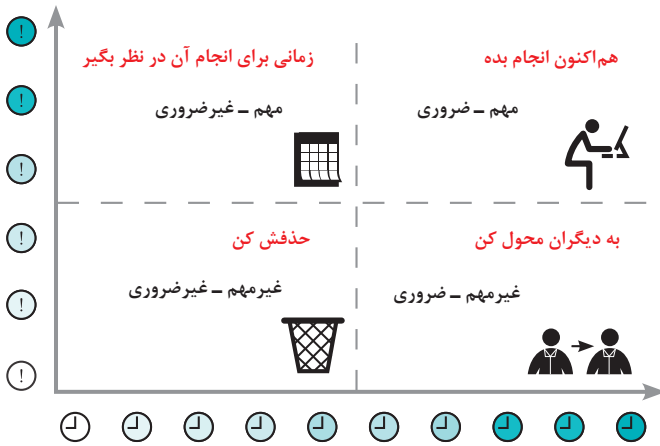 هم‌اکنون انجام بده
مهم ـ ضروری
زمانی برای انجام آن در نظر بگیر
مهم ـ غیرضروری
به دیگران محول کن
غیرمهم ـ ضروری
حذفش کن
غیرمهم ـ غیرضروری
!
!
!
!
!
!